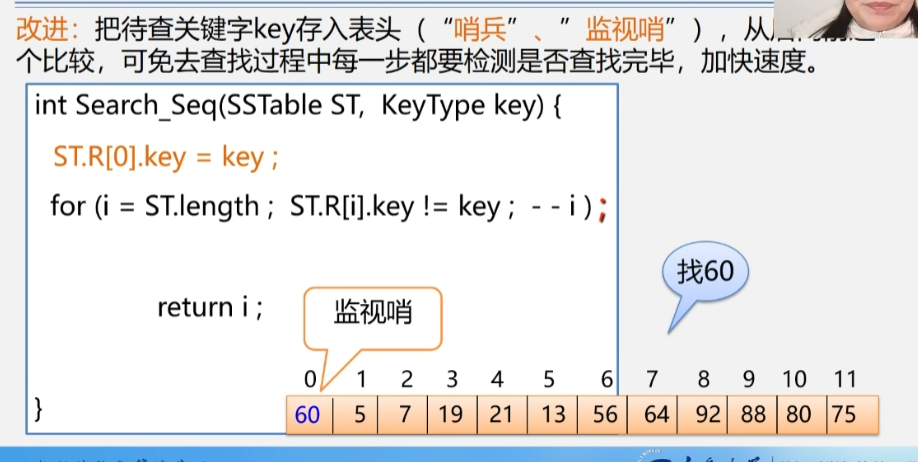 改进：把待查关键字key存入表头（“哨兵”、”监视哨”），从
个比较，可免去查找过程中每一步都要检测是否查找完毕，加快速度。
int Search_Seq(SSTable ST, KeyType key) {
ST.R[0].key = key ;
for (i = ST.length ; ST.R[i].key != key ; - - i ) ;
找60
return i ;
监视哨
0 1 2 3 4 5 6 7 8 9 10 11
}
60 5 7 19 21 13 56 64 92 88 80 75